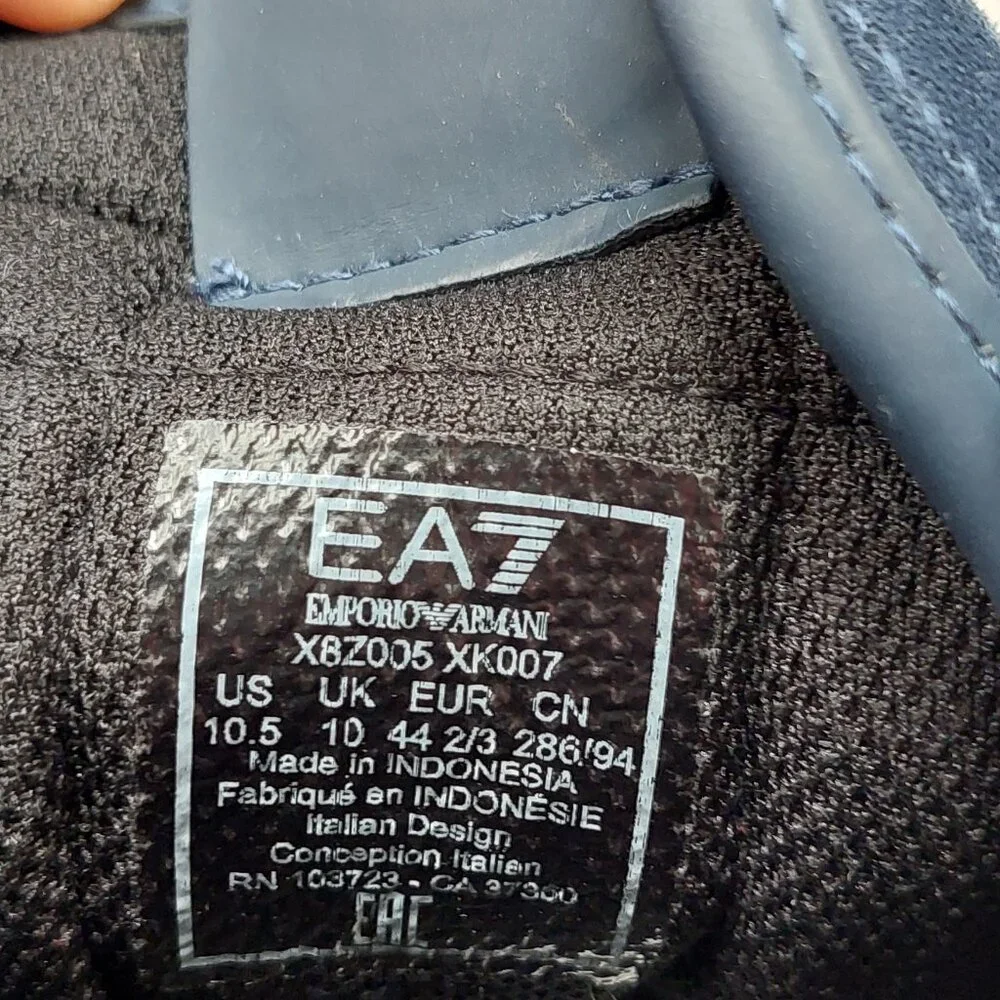 EA7
EMPORIO ARMANI
X8Z005 XK007
US UK EUR CN
10.5 10 44 2/3 286/94
Made in INDONESIA
Fabriqué en INDONÉSIE
Italian Design
Conception Italien
RN 103723 - CA 37360
EAC